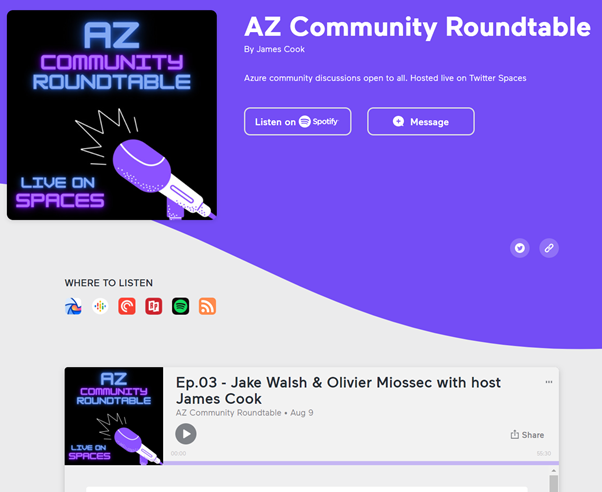 AZ
COMMUNITY
ROUNDTABLE
LIVE ON
SPACES
AZ Community Roundtable
By James Cook
Azure community discussions open to all. Hosted live on Twitter Spaces
Listen on Spotify
Message
WHERE TO LISTEN
AZ
COMMUNITY
ROUNDTABLE
LIVE ON
SPACES
Ep.03 - Jake Walsh & Olivier Miossec with host
James Cook
AZ Community Roundtable • Aug 9
Share
00:00
55:30